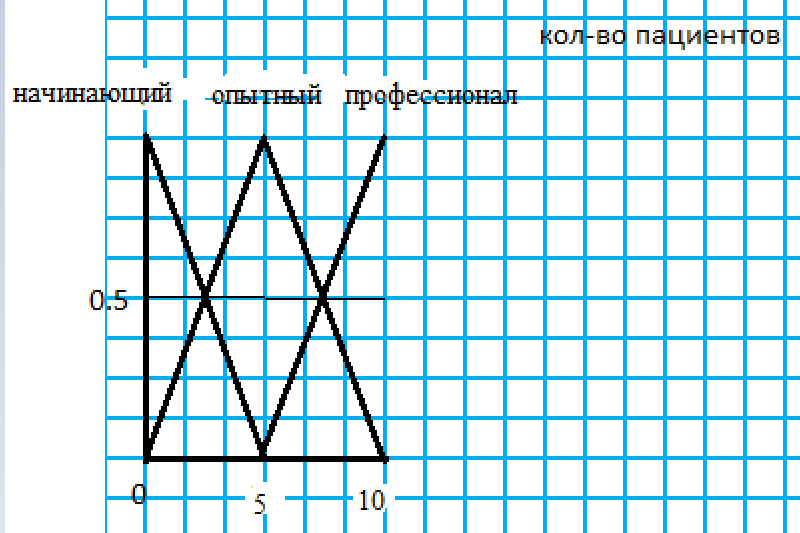 кол-во пациентов
начинающий опытный профессионал
0.5
0 5 10